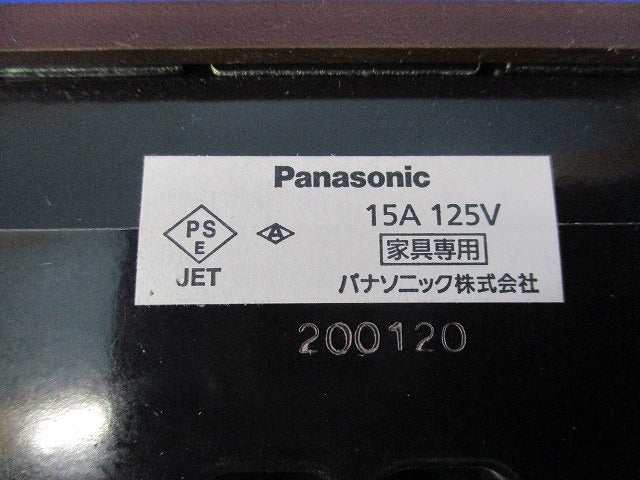 Panasonic
PS
E
JET
A
15A 125V
家具専用
パナソニック株式会社
200120